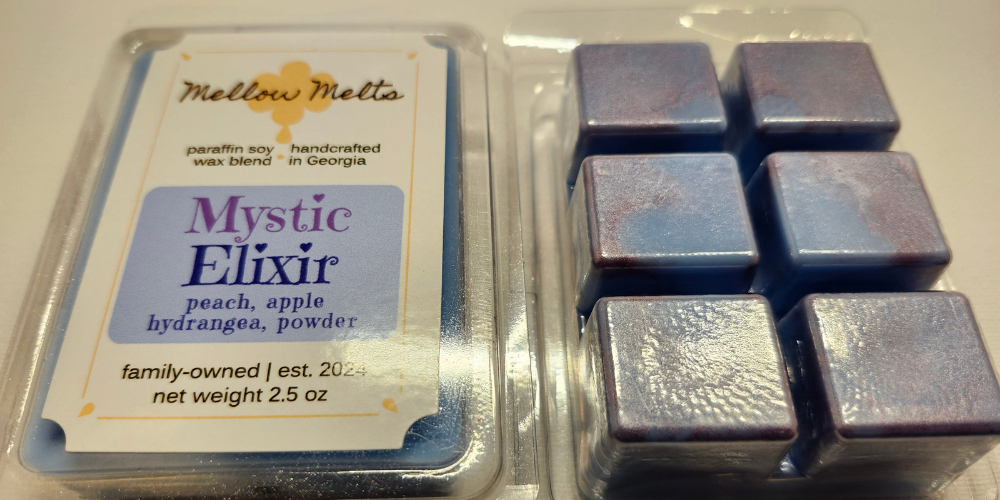 Mellow Melts
paraffin soy handcrafted
wax blend in Georgia
Mystic
Elixir
peach, apple
hydrangea, powder
family-owned | est. 2024
net weight 2.5 oz